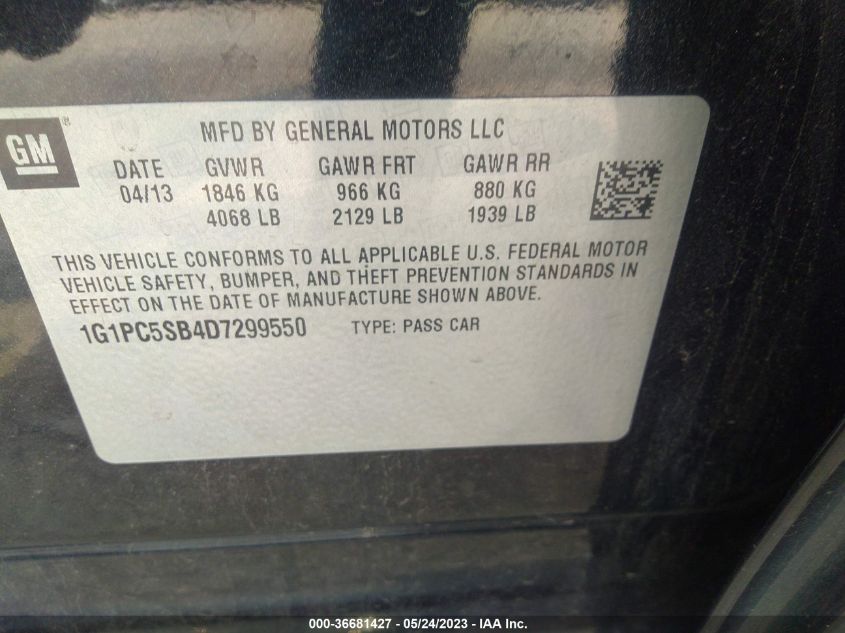 GM ®
MFD BY GENERAL MOTORS LLC
DATE GVWR GAWR FRT GAWR RR
04/13 1846 KG 966 KG 880 KG
4068 LB 2129 LB 1939 LB
THIS VEHICLE CONFORMS TO ALL APPLICABLE U.S. FEDERAL MOTOR
VEHICLE SAFETY, BUMPER, AND THEFT PREVENTION STANDARDS IN
EFFECT ON THE DATE OF MANUFACTURE SHOWN ABOVE.
1G1PC5SB4D7299550 TYPE: PASS CAR
000-36681427 - 05/24/2023 - IAA Inc.